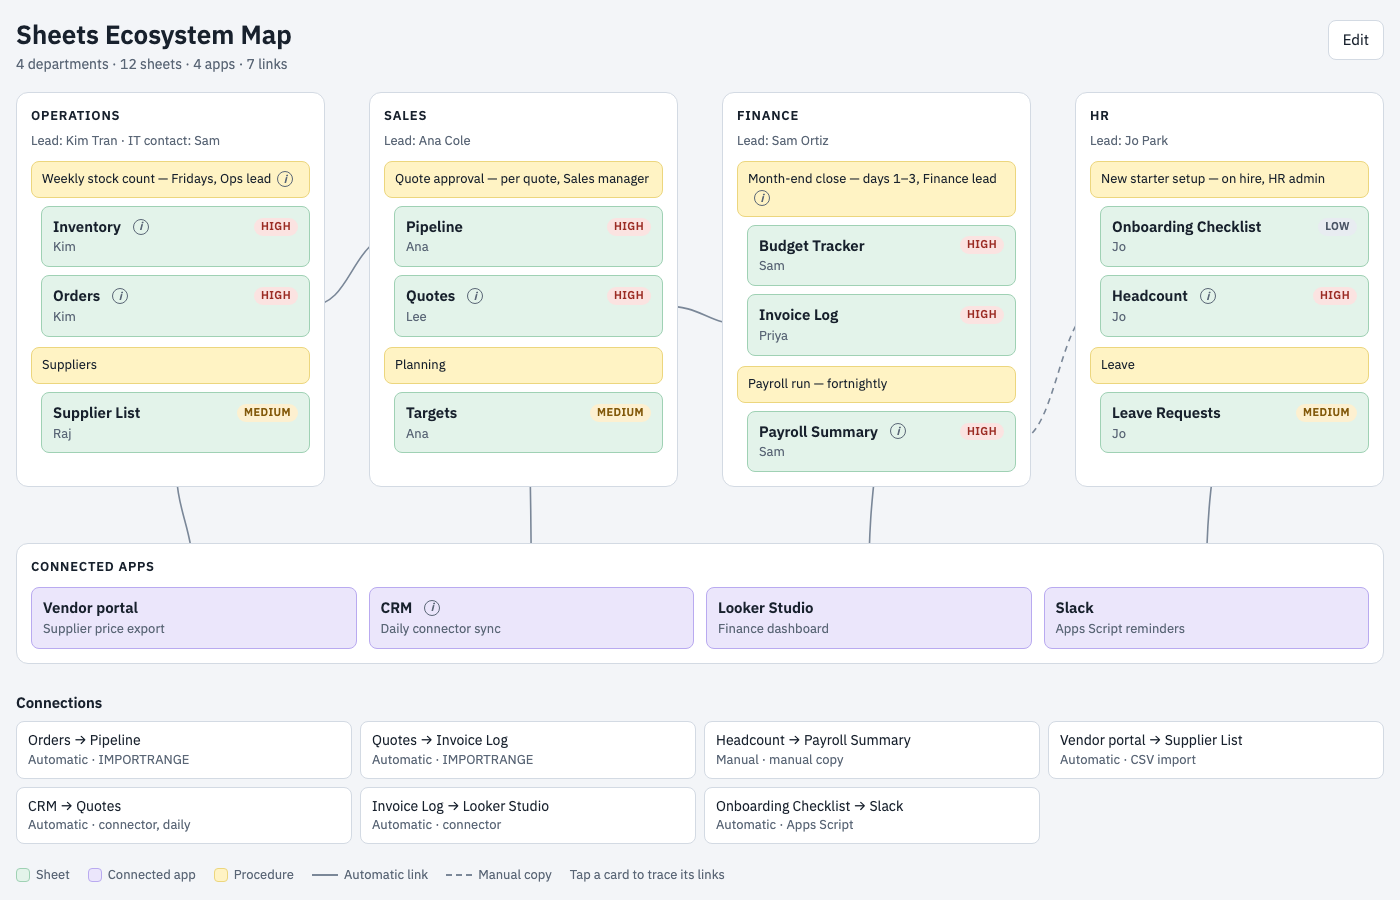 Sheets Ecosystem Map
4 departments · 12 sheets · 4 apps · 7 links
Edit
OPERATIONS
Lead: Kim Tran · IT contact: Sam
Weekly stock count — Fridays, Ops lead i
Inventory i HIGH
Kim
Orders i HIGH
Kim
Suppliers
Supplier List MEDIUM
Raj
SALES
Lead: Ana Cole
Quote approval — per quote, Sales manager
Pipeline HIGH
Ana
Quotes i HIGH
Lee
Planning
Targets MEDIUM
Ana
FINANCE
Lead: Sam Ortiz
Month-end close — days 1–3, Finance lead
i
Budget Tracker HIGH
Sam
Invoice Log HIGH
Priya
Payroll run — fortnightly
Payroll Summary i HIGH
Sam
HR
Lead: Jo Park
New starter setup — on hire, HR admin
Onboarding Checklist LOW
Jo
Headcount i HIGH
Jo
Leave
Leave Requests MEDIUM
Jo
CONNECTED APPS
Vendor portal
Supplier price export
CRM i
Daily connector sync
Looker Studio
Finance dashboard
Slack
Apps Script reminders
Connections
Orders → Pipeline
Automatic · IMPORTRANGE
Quotes → Invoice Log
Automatic · IMPORTRANGE
Headcount → Payroll Summary
Manual · manual copy
Vendor portal → Supplier List
Automatic · CSV import
CRM → Quotes
Automatic · connector, daily
Invoice Log → Looker Studio
Automatic · connector
Onboarding Checklist → Slack
Automatic · Apps Script
Sheet Connected app Procedure Automatic link Manual copy Tap a card to trace its links